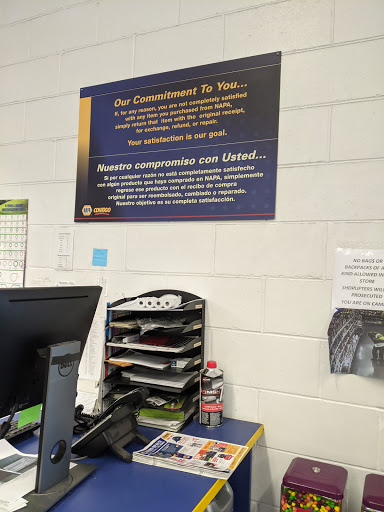 Our Commitment To You...
If, for any reason, you are not completely satisfied
with any item you purchased from NAPA,
simply return that item with the original receipt,
for exchange, refund, or repair.
Your satisfaction is our goal.
Nuestro compromiso con Usted...
Si por cualquier razón no está completamente satisfecho
con algún producto que haya comprado en NAPA, simplemente
regrese ese producto con el recibo de compra
original para ser reembolsado, cambiado o reparado.
Nuestro objetivo es su completa satisfacción.
NAPA
NO BAGS OR
BACKPACKS OF A
KIND ALLOWED IN
STORE
SHOPLIFTERS WILL
PROSECUTED
YOU ARE ON CAM
DELL